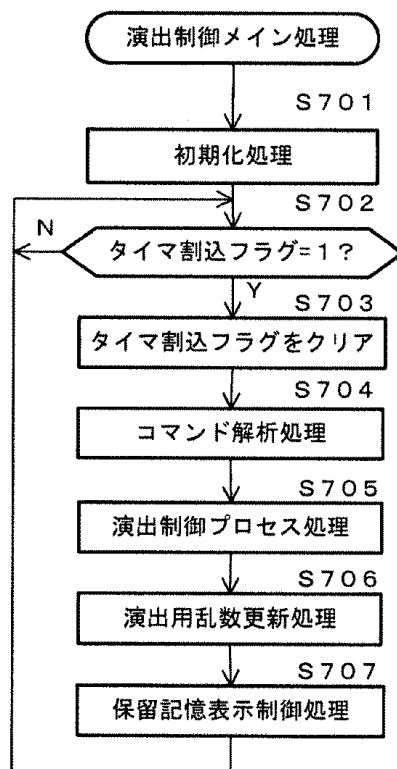 演出制御メイン処理
S701
初期化処理
S702
N
タイマ割込フラグ=1?
Y
S703
タイマ割込フラグをクリア
S704
コマンド解析処理
S705
演出制御プロセス処理
S706
演出用乱数更新処理
S707
保留記憶表示制御処理